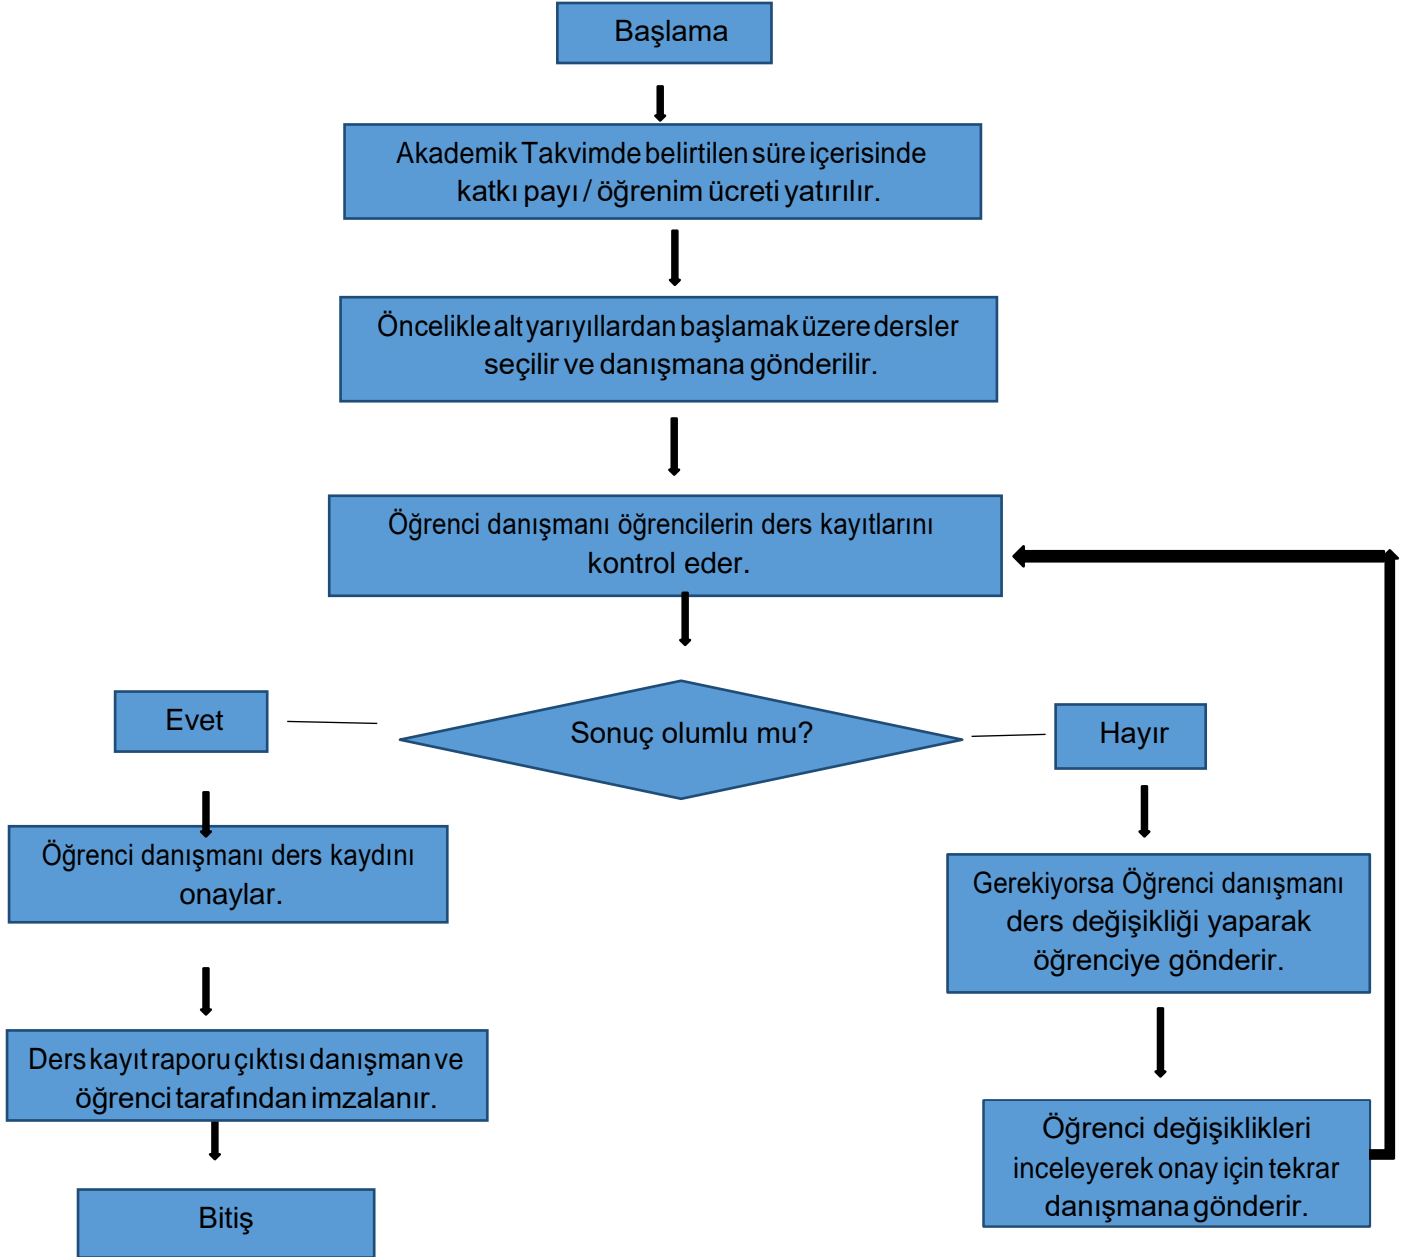 Başlama
Akademik Takvimde belirtilen süre içerisinde
katkı payı / öğrenim ücreti yatırılır.
Öncelikle alt yarıyıllardan başlamak üzere dersler
seçilir ve danışmana gönderilir.
Öğrenci danışmanı öğrencilerin ders kayıtlarını
kontrol eder.
Sonuç olumlu mu?
Evet
Hayır
Öğrenci danışmanı ders kaydını
onaylar.
Ders kayıt raporu çıktısı danışman ve
öğrenci tarafından imzalanır.
Bitiş
Gerekiyorsa Öğrenci danışmanı
ders değişikliği yaparak
öğrenciye gönderir.
Öğrenci değişiklikleri
inceleyerek onay için tekrar
danışmana gönderir.